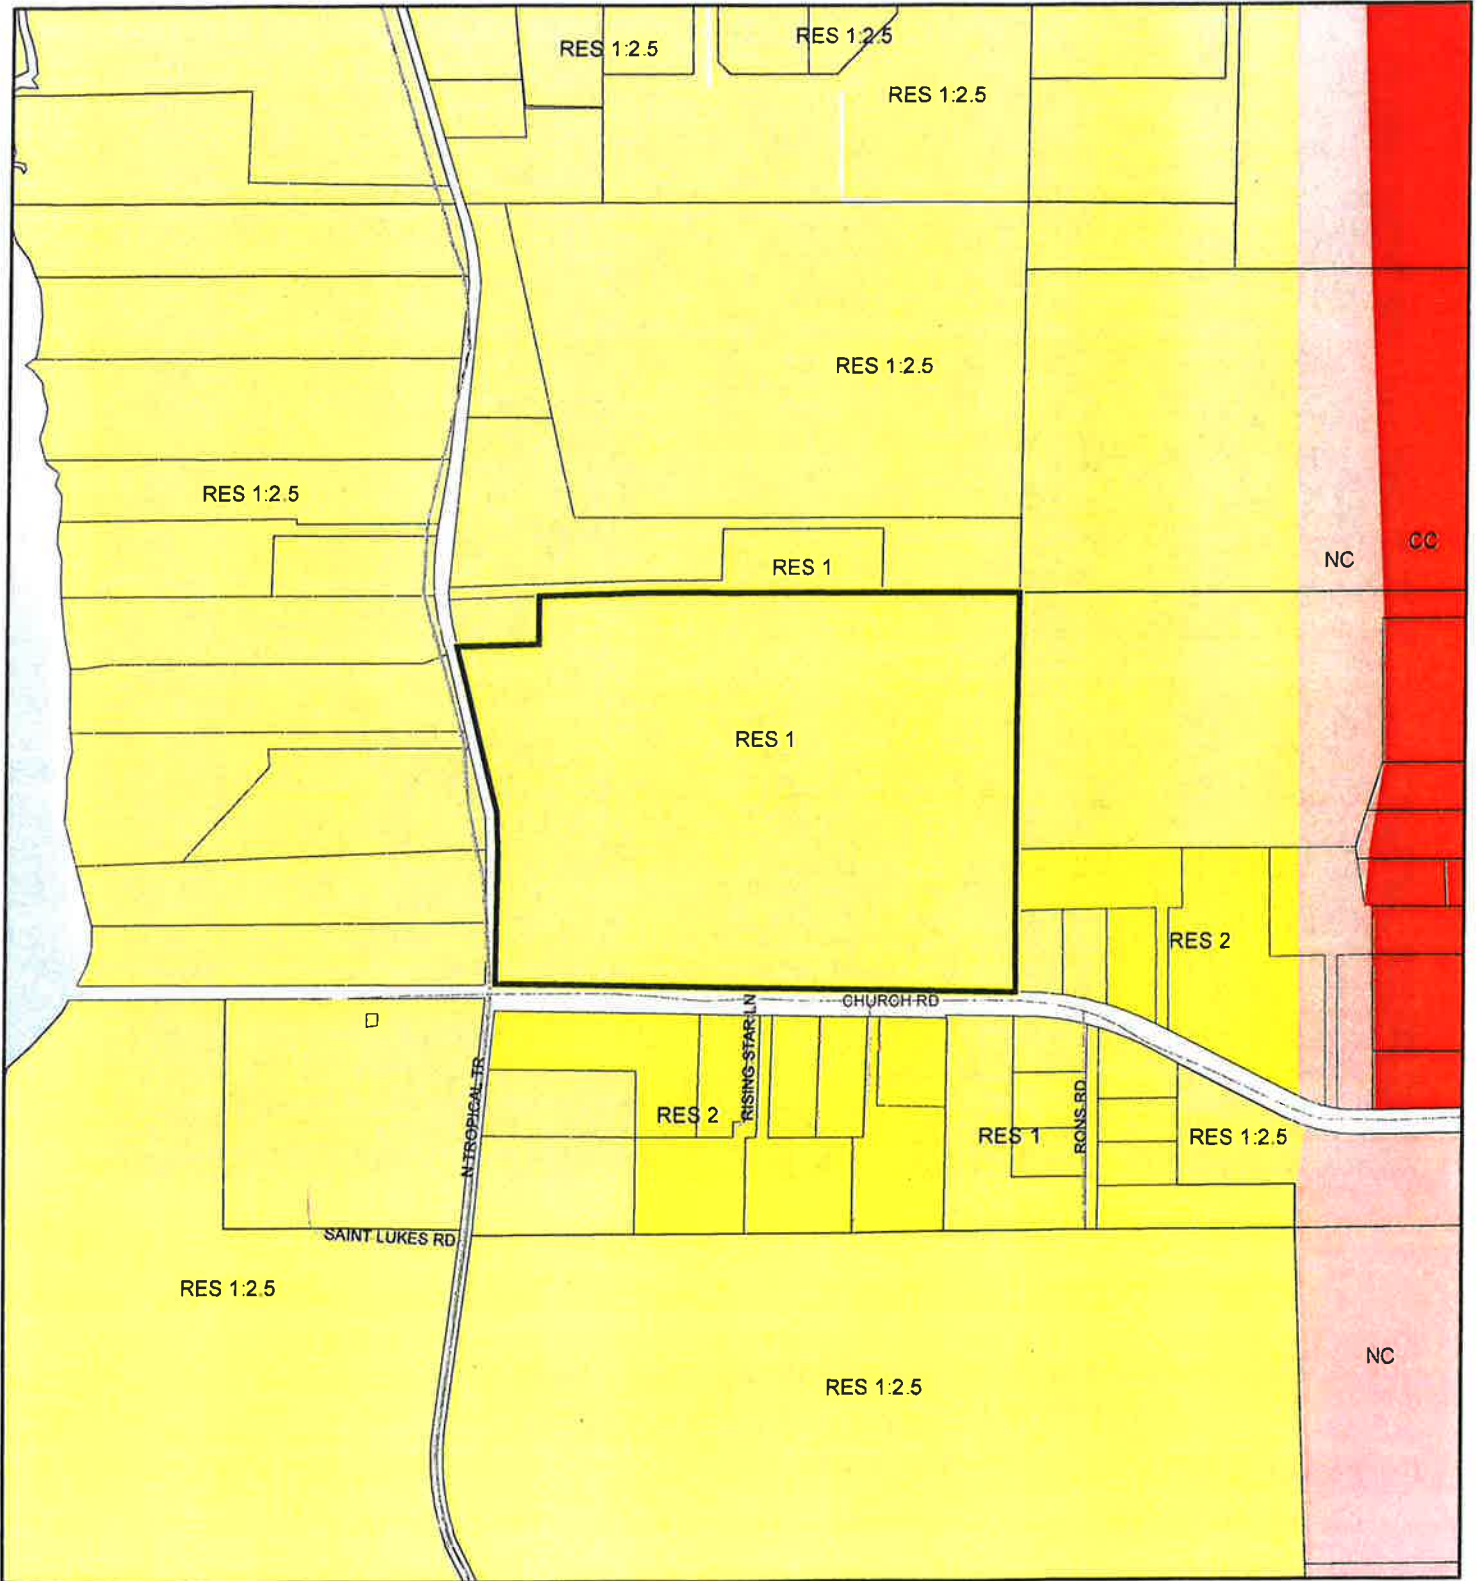 RES 1:2.5
RES 1:2.5
RES 1:2.5
RES 1:2.5
RES 1:2.5
CC
NC
RES 1
RES 1
RES 2
CHURCH RD
RISING STAR LN
N TROPICAL TR
RES 2
RONS RD
RES 1
RES 1:2.5
SAINT LUKES RD
RES 1:2.5
NC
RES 1:2.5